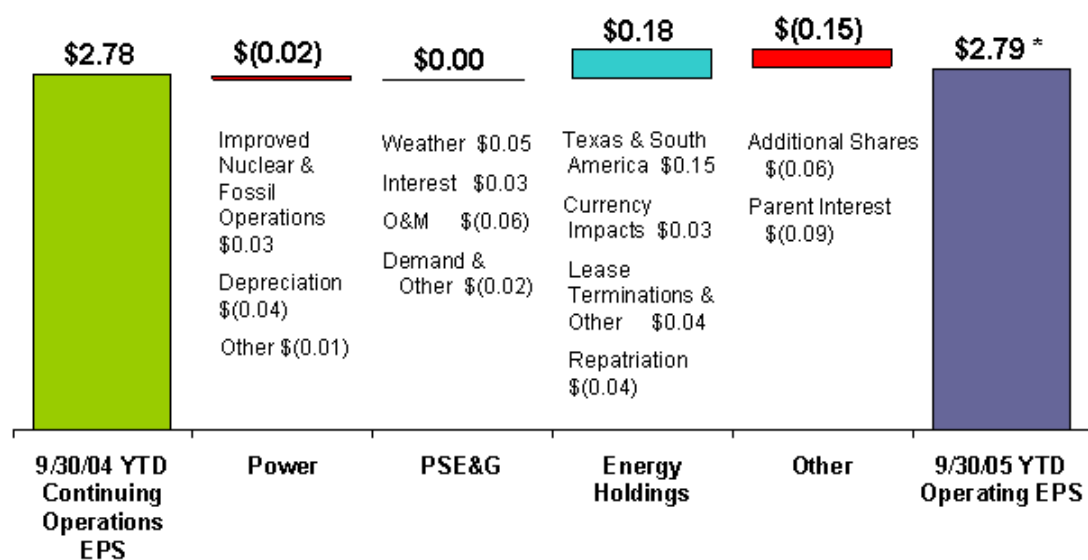 $2.78
$(0.02)
$0.00
$0.18
$(0.15)
$2.79 *
Improved
Nuclear &
Fossil
Operations
$0.03
Depreciation
$(0.04)
Other $(0.01)
Weather $0.05
Interest $0.03
O&M $(0.06)
Demand &
Other $(0.02)
Texas & South
America $0.15
Currency
Impacts $0.03
Lease
Terminations &
Other $0.04
Repatriation
$(0.04)
Additional Shares
$(0.06)
Parent Interest
$(0.09)
9/30/04 YTD
Continuing
Operations
EPS
Power
PSE&G
Energy
Holdings
Other
9/30/05 YTD
Operating EPS